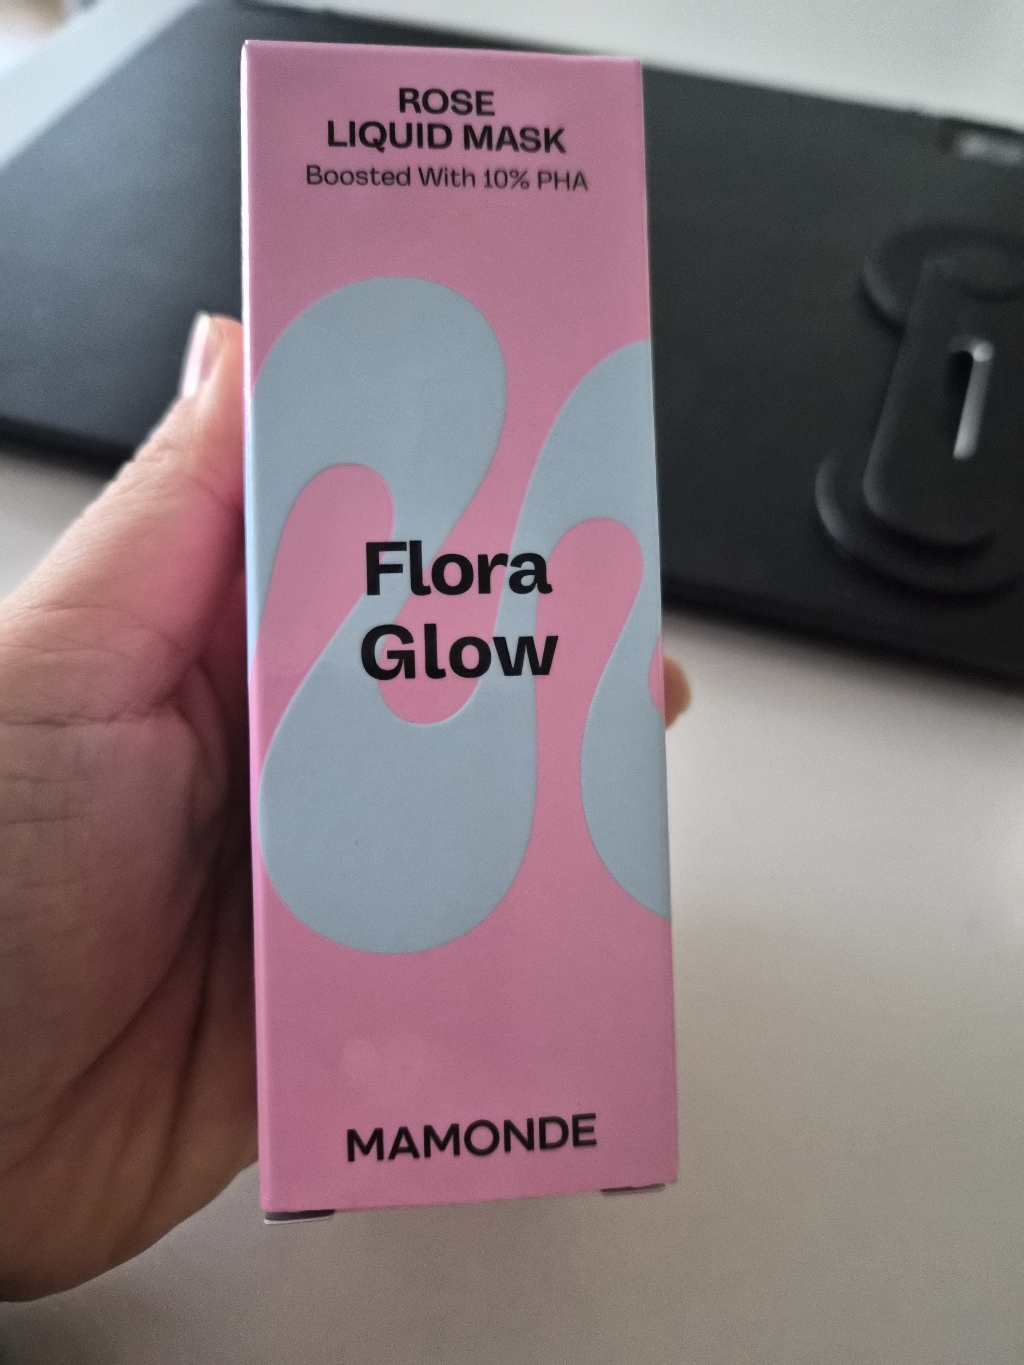 ROSE
LIQUID MASK
Boosted With 10% PHA
Flora
Glow
MAMONDE